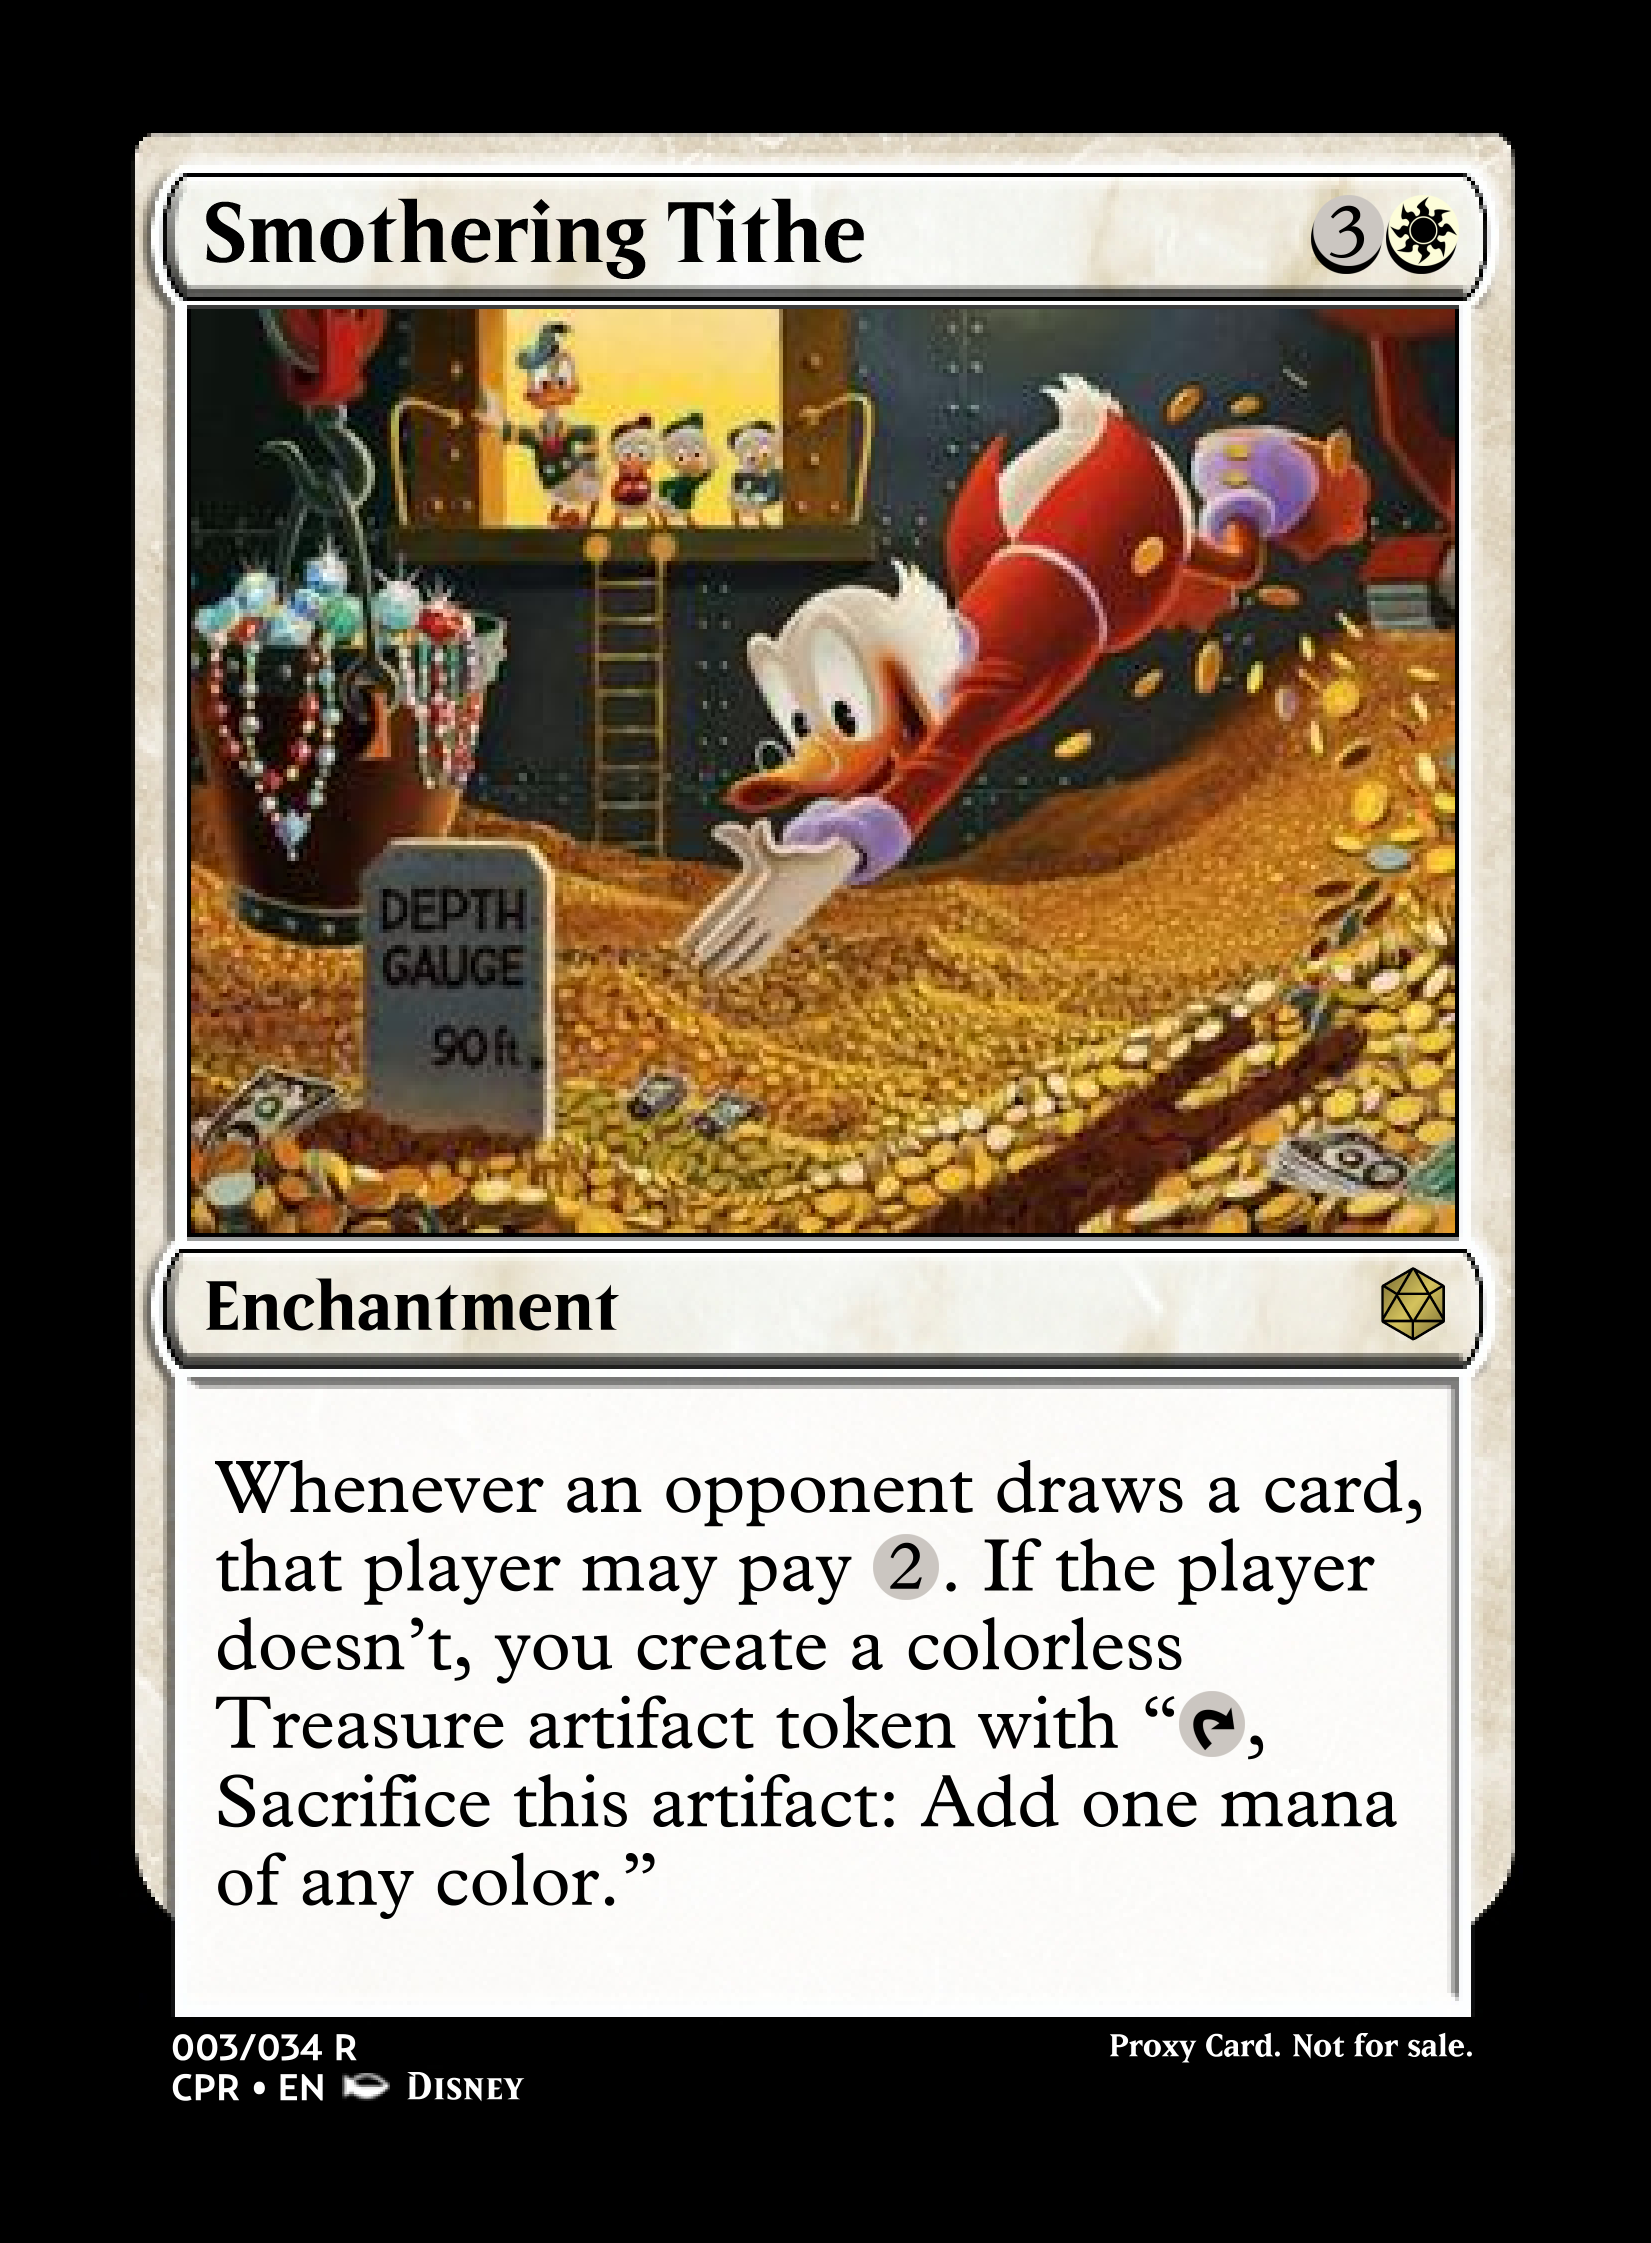 Smothering Tithe 3
DEPTH
GAUGE
90 ft.
Enchantment
Whenever an opponent draws a card,
that player may pay 2. If the player
doesn’t, you create a colorless
Treasure artifact token with “,
Sacrifice this artifact: Add one mana
of any color.”
003/034 R
Proxy Card. Not for sale.
CPR • EN DISNEY